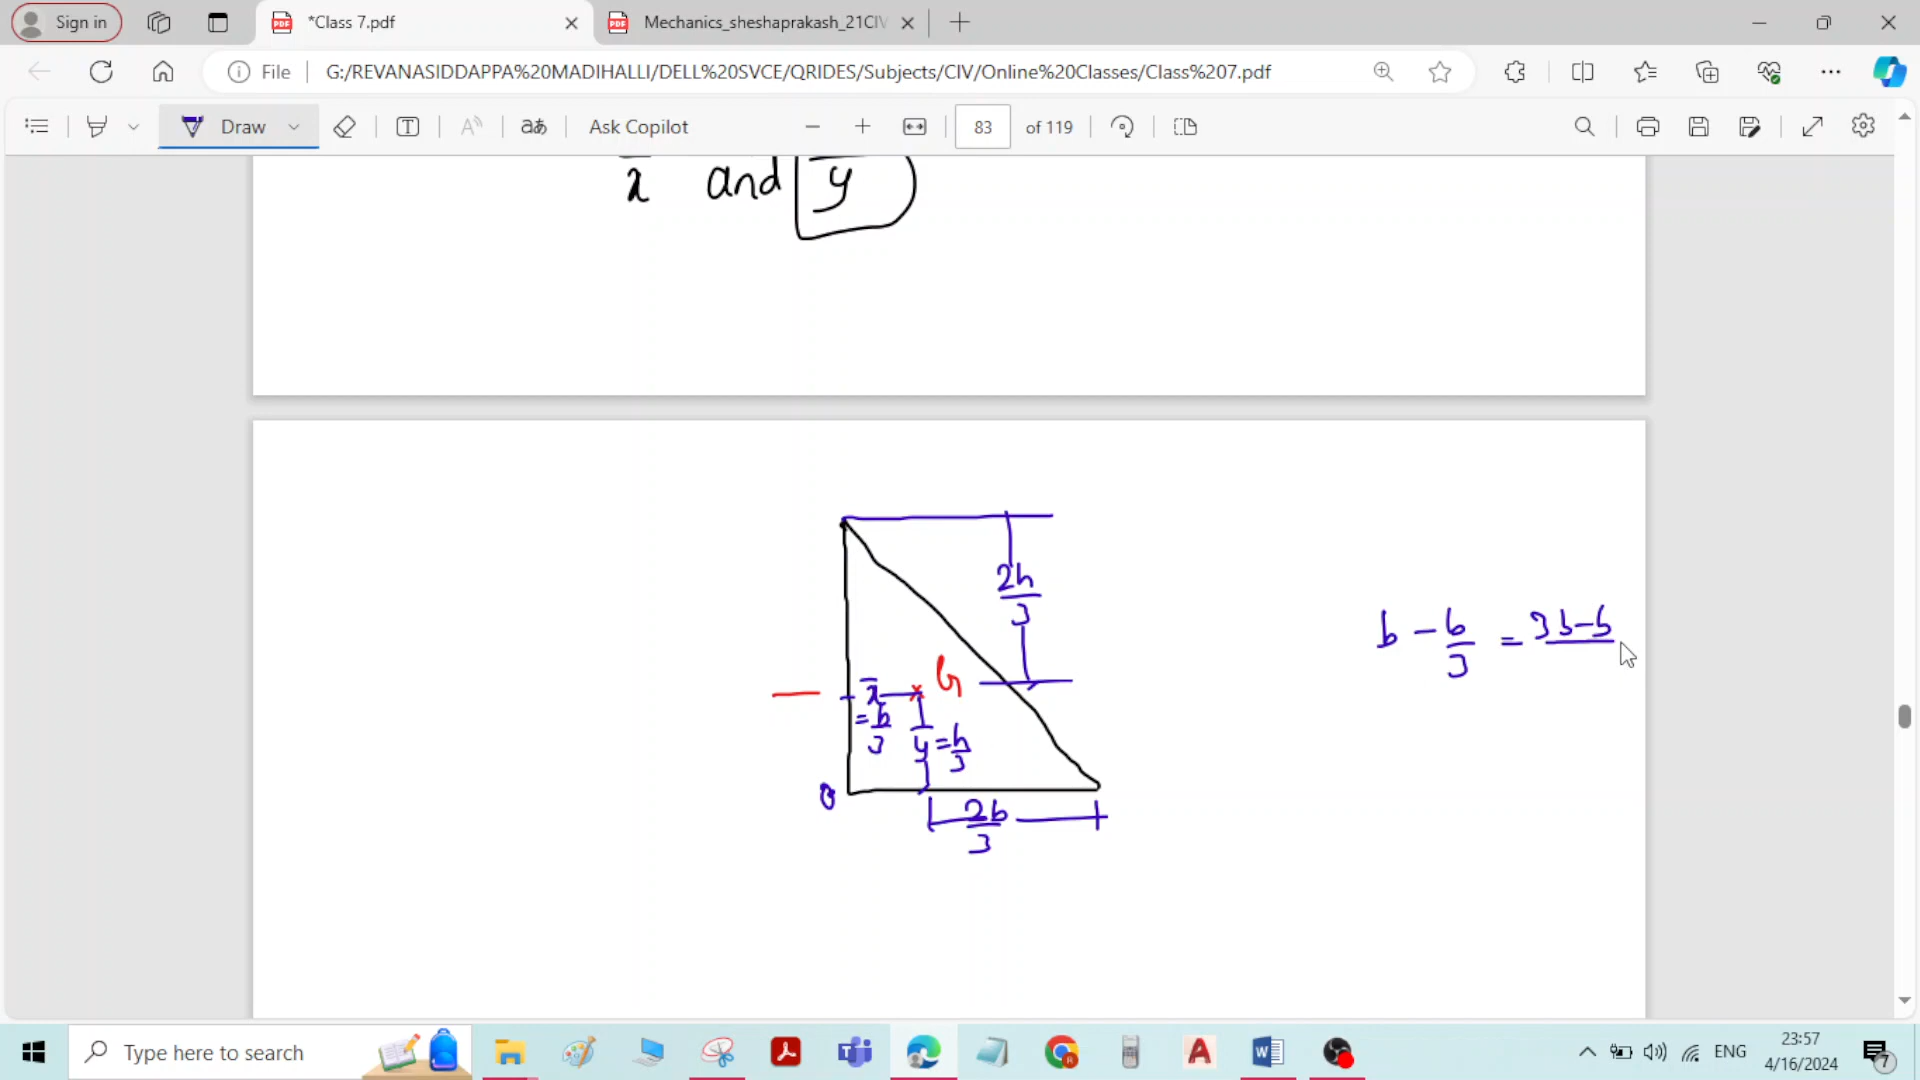 Sign in
*Class 7.pdf
Mechanics_sheshaprakash_21CIV
File
G:/REVANASIDDAPPA%20MADIHALLI/DELL%20SVCE/QRIDES/Subjects/CIV/Online%20Classes/Class%207.pdf
Draw
Ask Copilot
83 of 119
x̄ and ȳ
2h/3
b - b/3 = 3b-b
x̄ = b/3
G
y = h/3
0
2b/3
Type here to search
ENG
23:57
4/16/2024
7